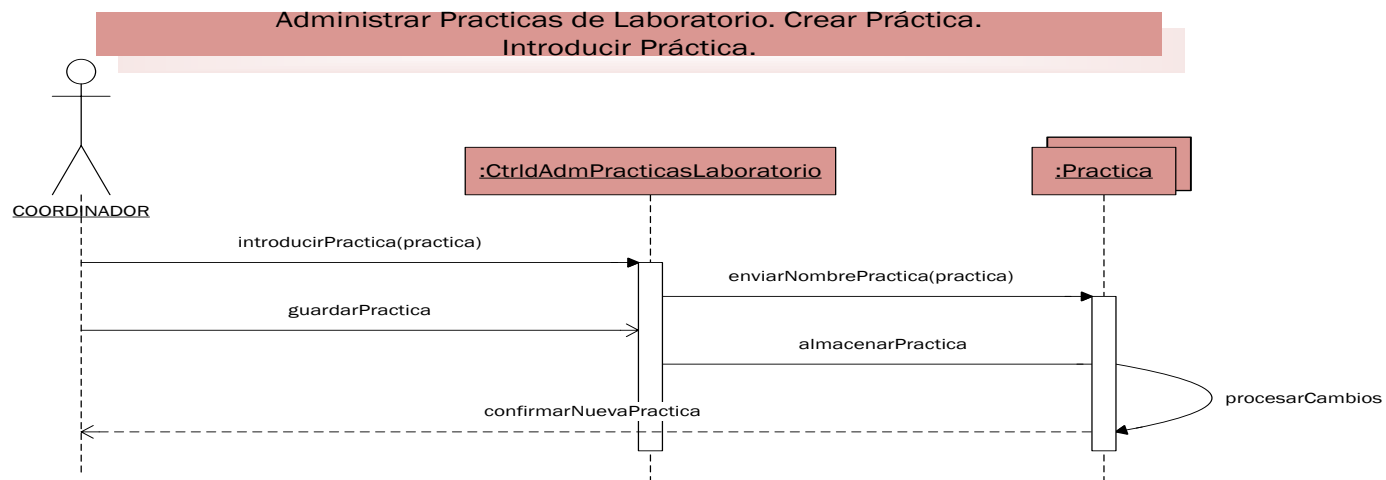 Administrar Practicas de Laboratorio. Crear Práctica.
Introducir Práctica.
:CtrldAdmPracticasLaboratorio
:Practica
COORDINADOR
introducirPractica(practica)
enviarNombrePractica(practica)
guardarPractica
almacenarPractica
procesarCambios
confirmarNuevaPractica